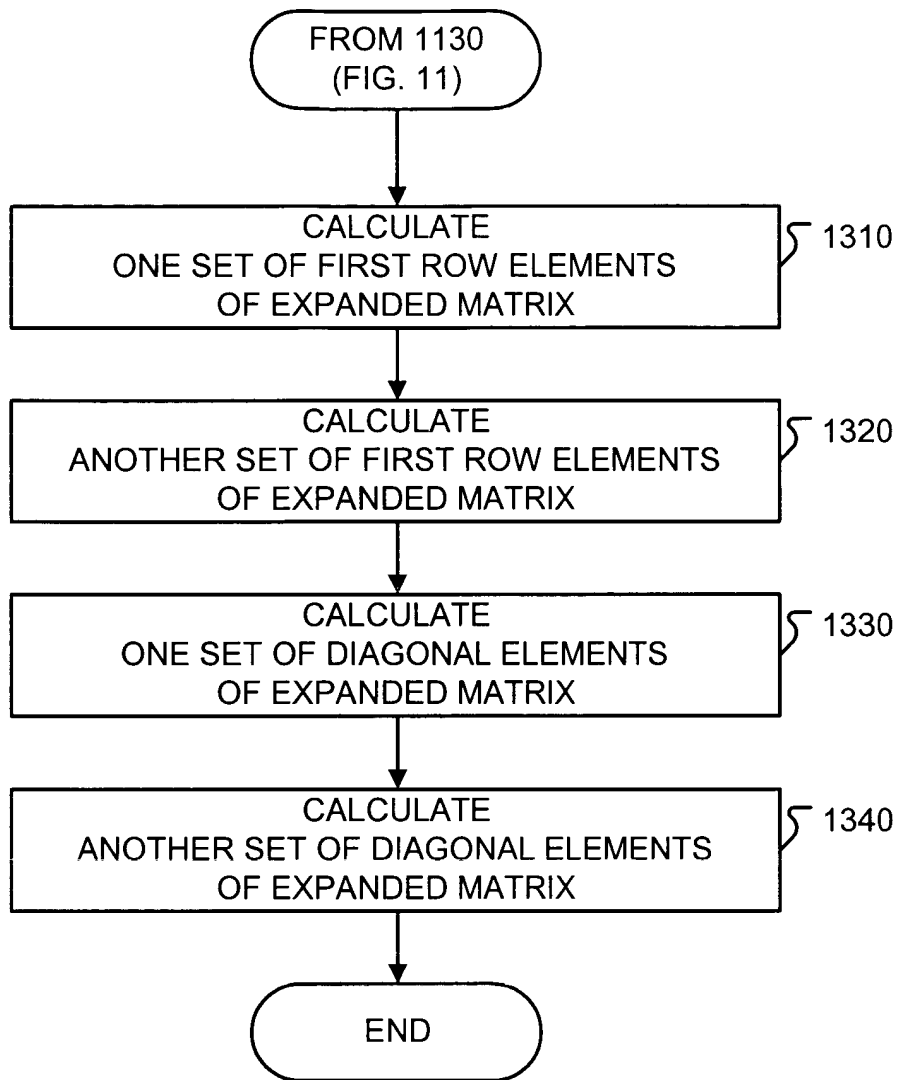 FROM 1130
(FIG. 11)
CALCULATE
ONE SET OF FIRST ROW ELEMENTS
OF EXPANDED MATRIX
1310
CALCULATE
ANOTHER SET OF FIRST ROW ELEMENTS
OF EXPANDED MATRIX
1320
CALCULATE
ONE SET OF DIAGONAL ELEMENTS
OF EXPANDED MATRIX
1330
CALCULATE
ANOTHER SET OF DIAGONAL ELEMENTS
OF EXPANDED MATRIX
1340
END